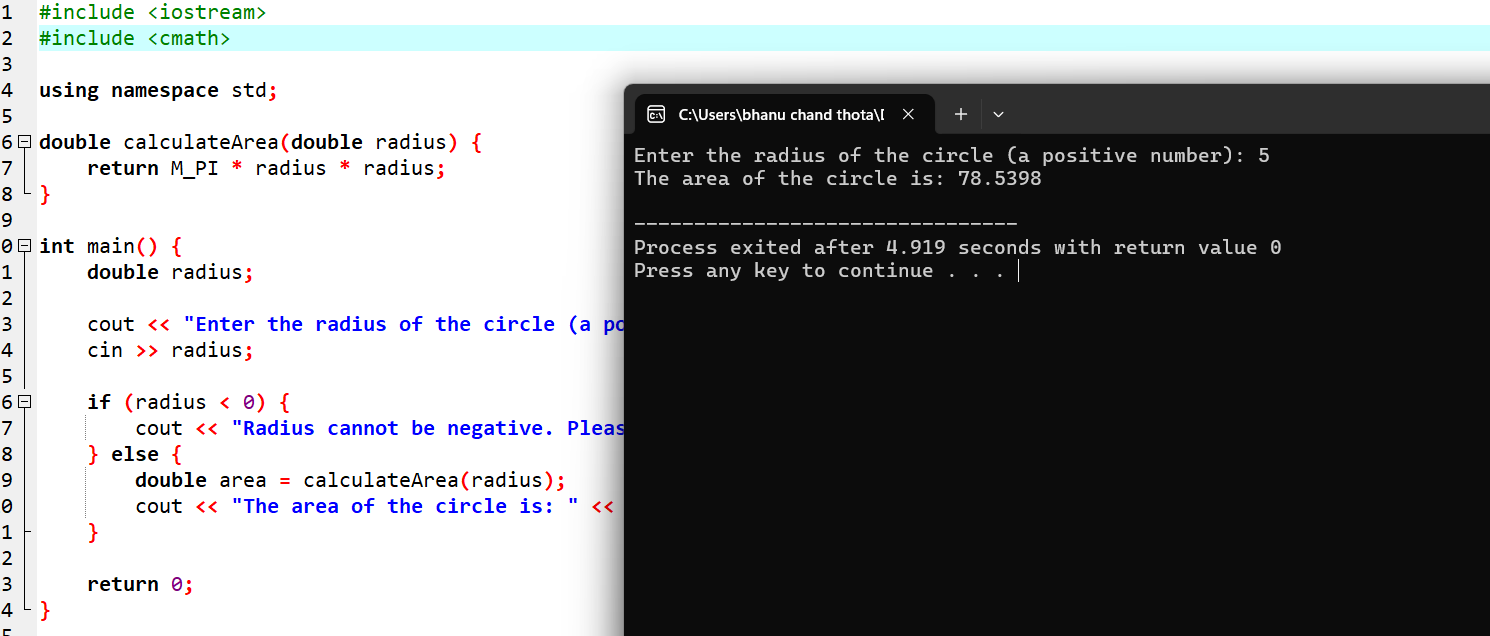 1 #include <iostream>
2 #include <cmath>
3
4 using namespace std;
5
6 double calculateArea(double radius) {
7     return M_PI * radius * radius;
8 }
9
0 int main() {
1     double radius;
2
3     cout << "Enter the radius of the circle (a po
4     cin >> radius;
5
6     if (radius < 0) {
7         cout << "Radius cannot be negative. Pleas
8     } else {
9         double area = calculateArea(radius);
0         cout << "The area of the circle is: " <<
1     }
2
3     return 0;
4 }
5
C:\Users\bhanu chand thota\
Enter the radius of the circle (a positive number): 5
The area of the circle is: 78.5398
--------------------------------
Process exited after 4.919 seconds with return value 0
Press any key to continue . . .